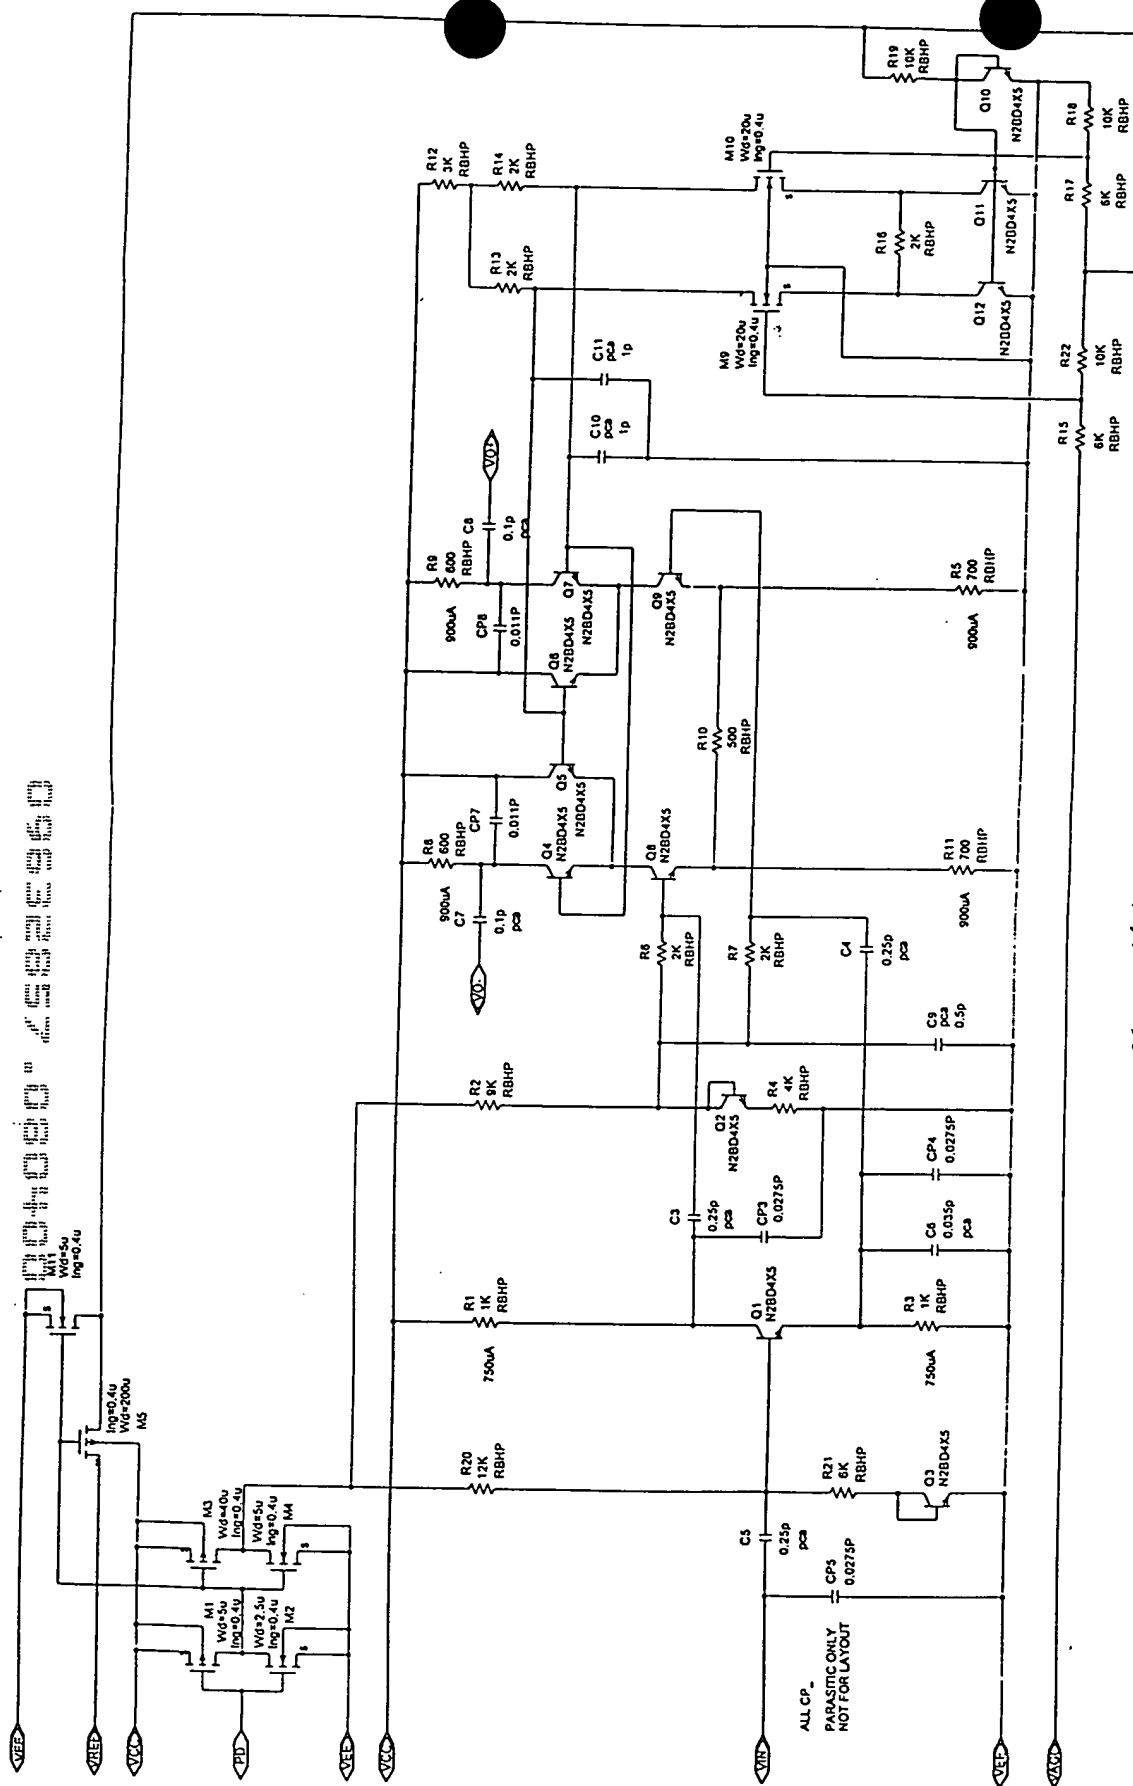 R19
10K
RBHP
Q10
N2BD4X5
R18
10K
RBHP
R12
3K
RBHP
R14
2K
RBHP
M10
Wd=20u
lng=0.4u
s
R16
2K
RBHP
Q11
N2BD4X5
R17
6K
RBHP
R13
2K
RBHP
M9
Wd=20u
lng=0.4u
s
Q12
N2BD4X5
R22
10K
RBHP
R15
6K
RBHP
C11
pca
1p
C10
pca
1p
VO+
C8
0.1p
pca
R9
600
RBHP
900uA
CP8
0.011P
Q7
N2BD4X5
Q6
N2BD4X5
Q9
N2BD4X5
R5
700
RBHP
900uA
R10
500
RBHP
Q5
N2BD4X5
CP7
0.011P
R8
600
RBHP
900uA
C7
0.1p
pca
VO-
Q4
N2BD4X5
Q8
N2BD4X5
R11
700
RBHP
900uA
R6
2K
RBHP
R7
2K
RBHP
C4
0.25p
pca
C9
pca
0.5p
R2
9K
RBHP
Q2
N2BD4X5
R4
4K
RBHP
C3
0.25p
pca
CP3
0.0275P
CP4
0.0275P
C6
0.035p
pca
R1
1K
RBHP
750uA
Q1
N2BD4X5
R3
1K
RBHP
750uA
R20
12K
RBHP
R21
6K
RBHP
Q3
N2BD4X5
C5
0.25p
pca
CP5
0.0275P
ALL CP_
PARASITIC ONLY
NOT FOR LAYOUT
09632857.080400
M11
Wd=5u
lng=0.4u
s
lng=0.4u
Wd=200u
M5
M3
Wd=40u
lng=0.4u
s
Wd=5u
lng=0.4u
M4
s
M1
Wd=5u
lng=0.4u
s
Wd=2.5u
lng=0.4u
M2
s
VEE
VREF
VCC
PD
VEE
VCC
VIN
VEE
VAGC